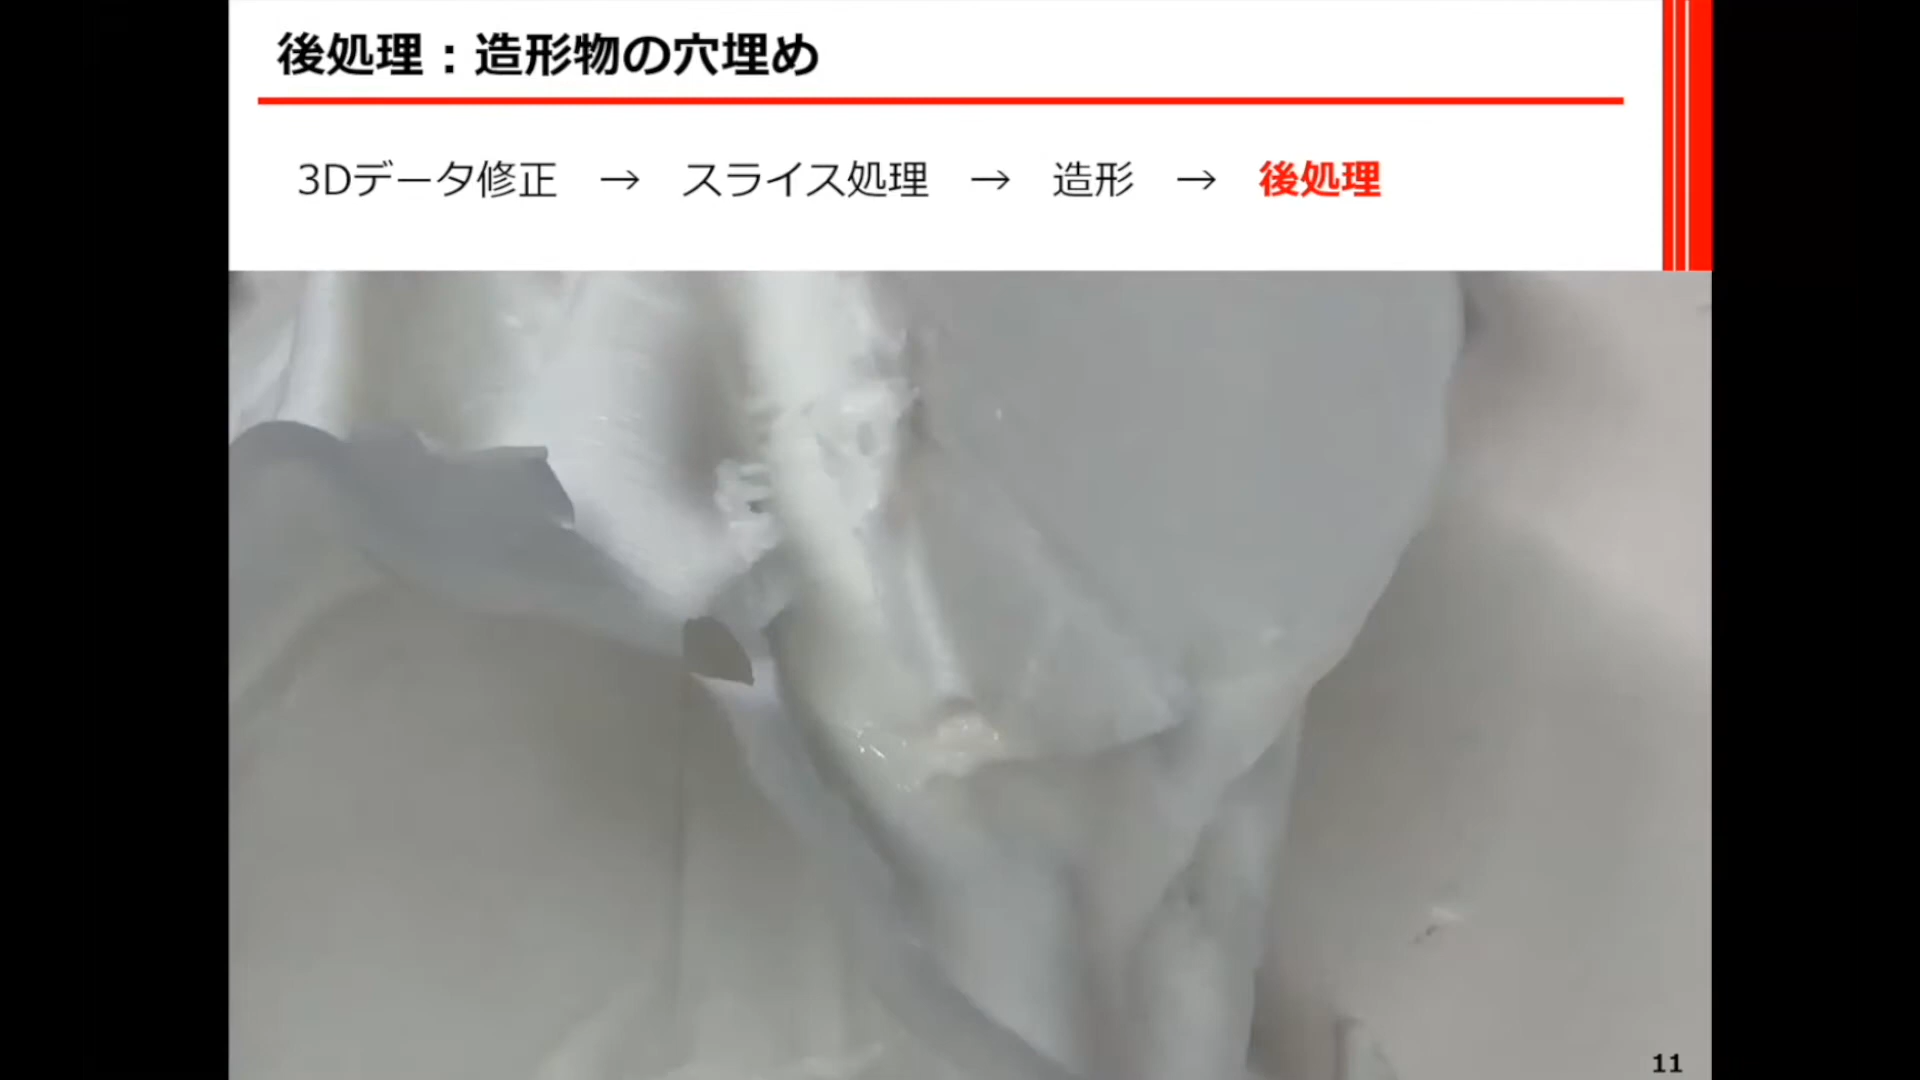 後処理：造形物の穴埋め
3Dデータ修正　→　スライス処理　→　造形　→　後処理
11